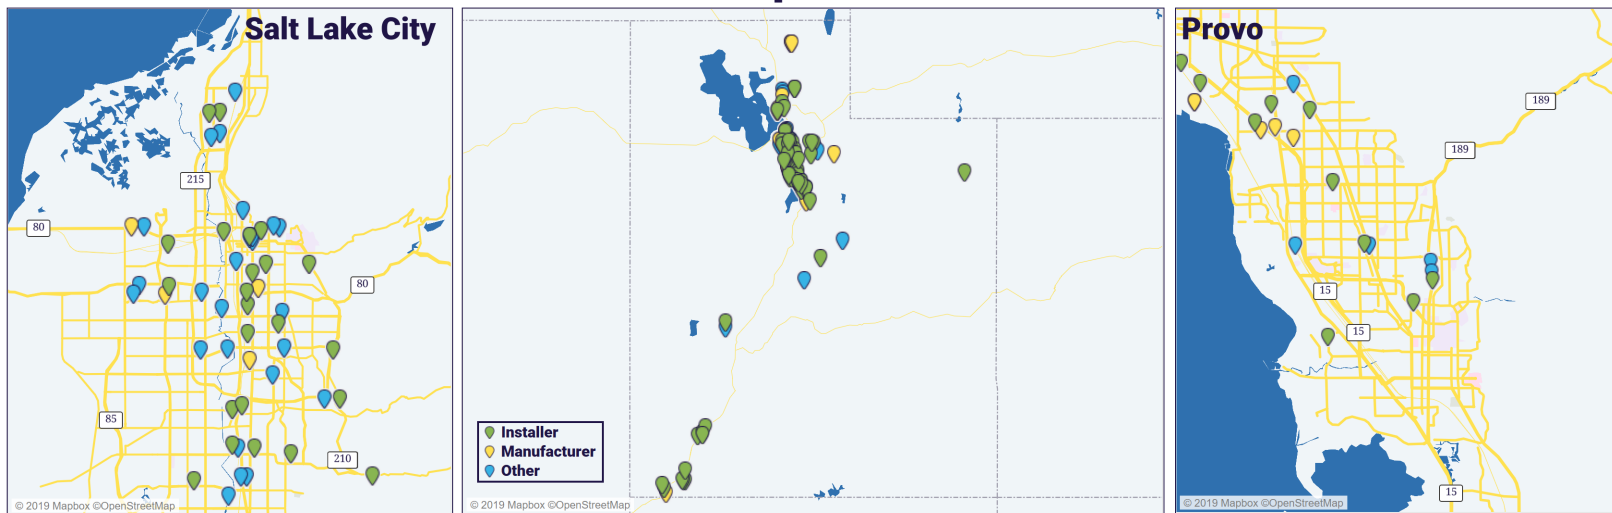 Salt Lake City
215
80
80
85
210
© 2019 Mapbox ©OpenStreetMap
Installer
Manufacturer
Other
© 2019 Mapbox ©OpenStreetMap
Provo
189
189
15
15
15
© 2019 Mapbox ©OpenStreetMap